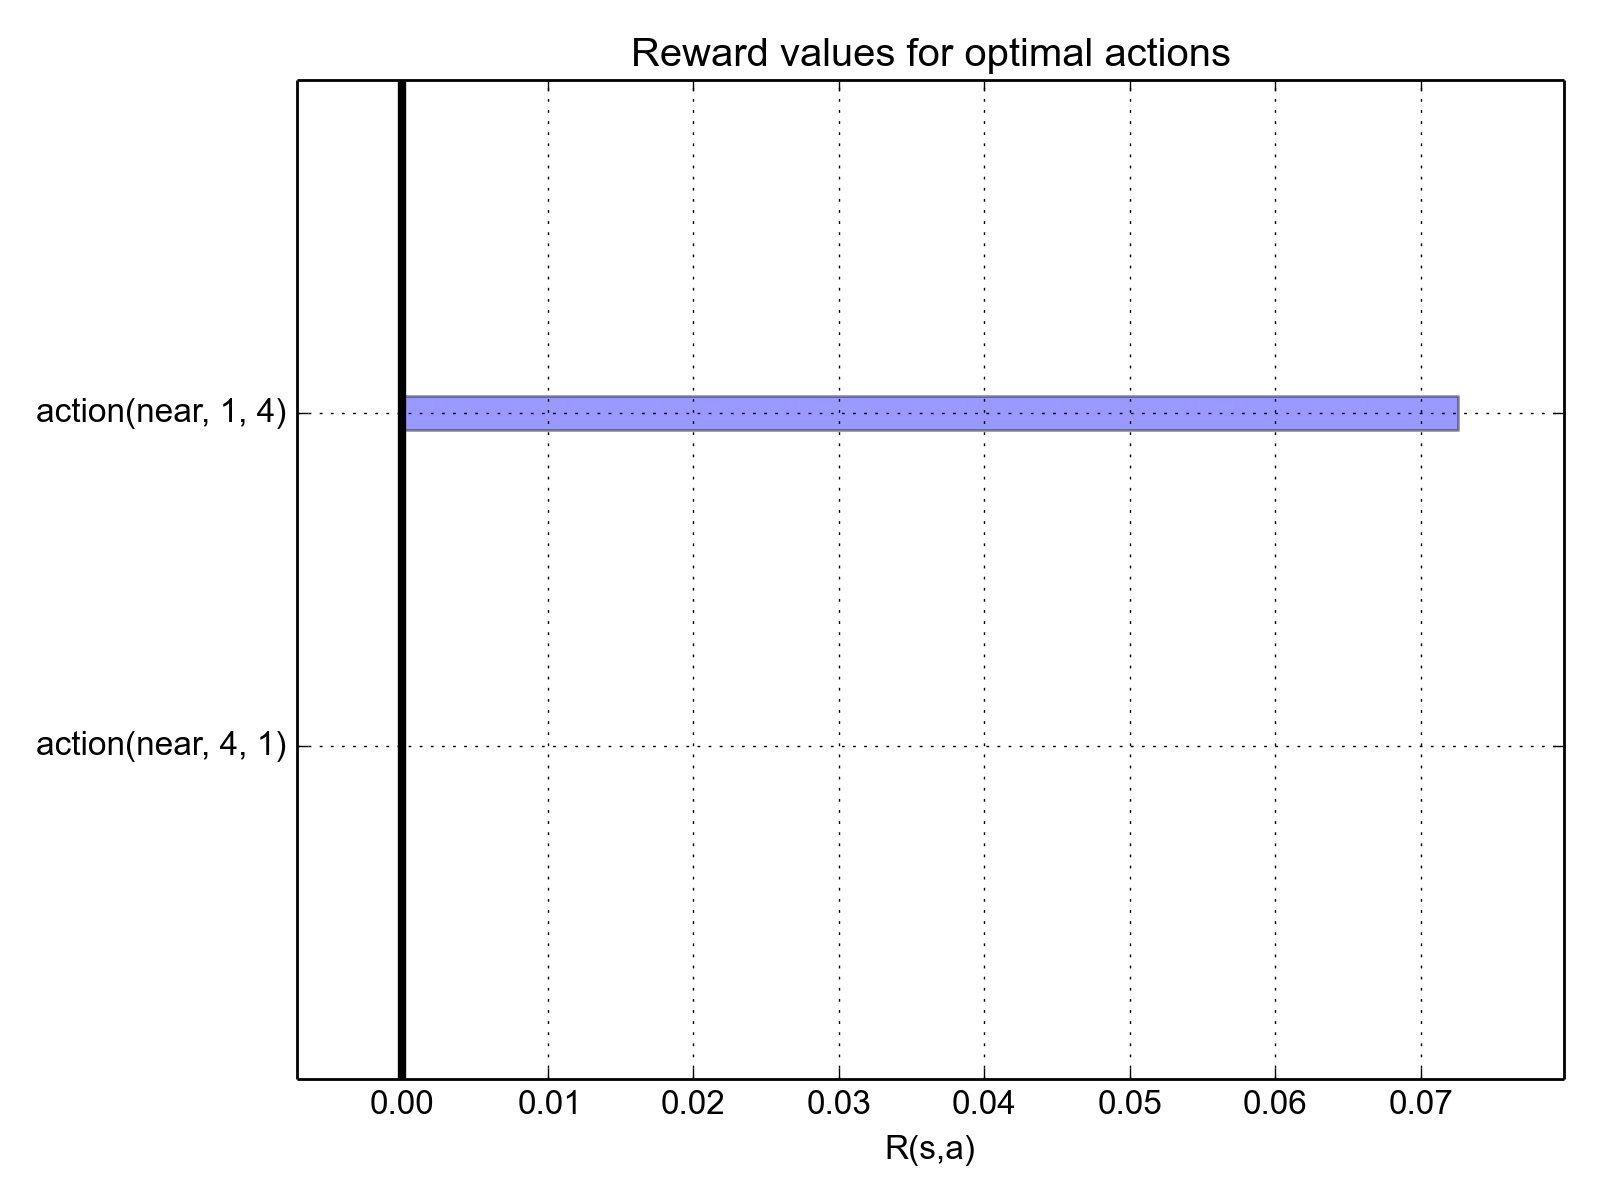 Reward values for optimal actions
action(near, 1, 4)
action(near, 4, 1)
0.00 0.01 0.02 0.03 0.04 0.05 0.06 0.07
R(s,a)